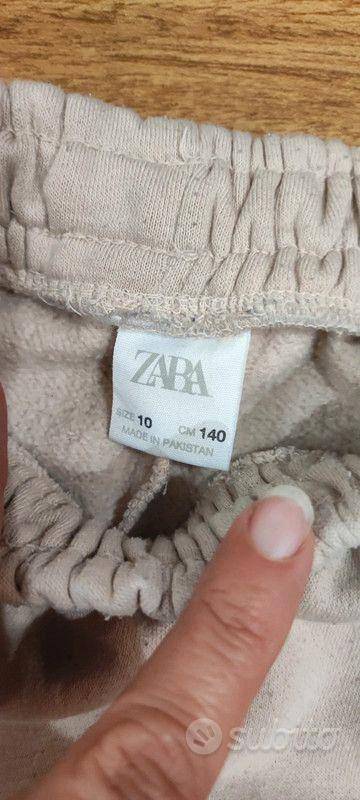 ZARA
SIZE 10 CM 140
MADE IN PAKISTAN
subito